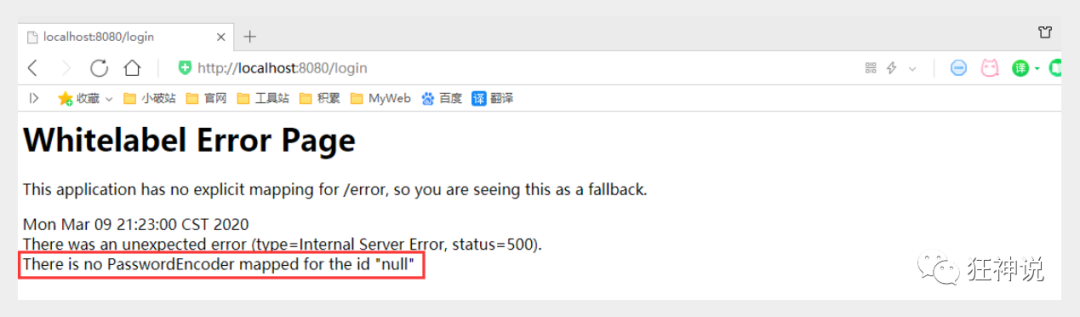 localhost:8080/login
http://localhost:8080/login
译
收藏 小破站 官网 工具站 积累 MyWeb 百度 译 翻译
Whitelabel Error Page
This application has no explicit mapping for /error, so you are seeing this as a fallback.
Mon Mar 09 21:23:00 CST 2020
There was an unexpected error (type=Internal Server Error, status=500).
There is no PasswordEncoder mapped for the id "null"
狂神说